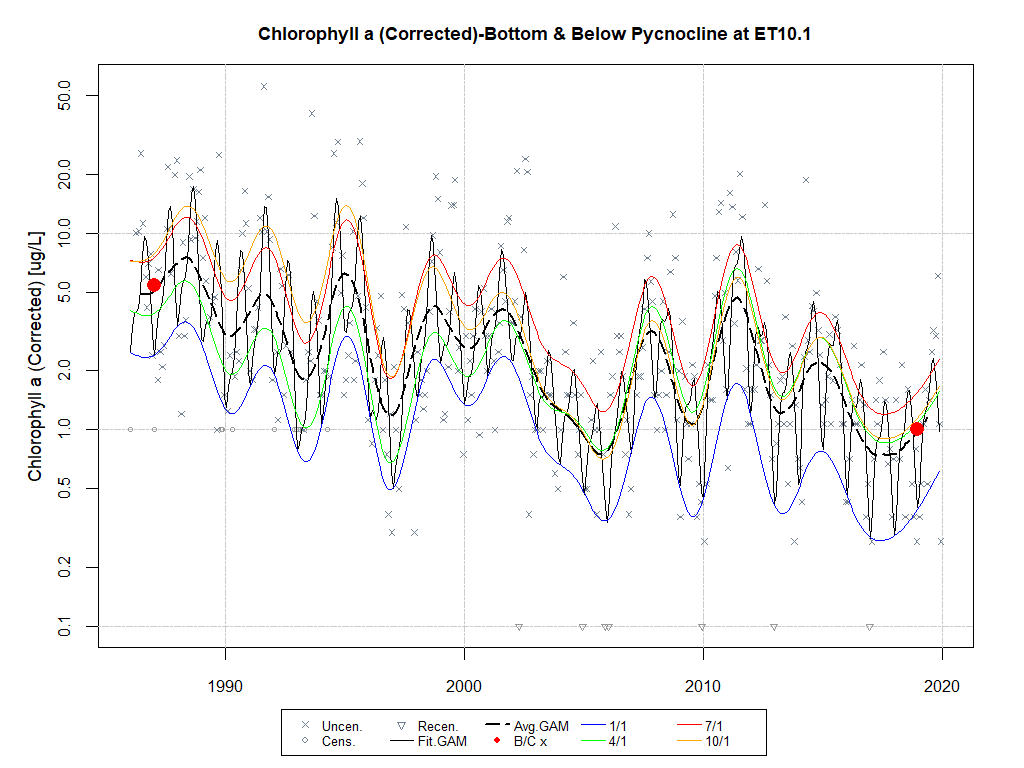 Chlorophyll a (Corrected)-Bottom & Below Pycnocline at ET10.1
Chlorophyll a (Corrected) [ug/L]
50.0
20.0
10.0
5.0
2.0
1.0
0.5
0.2
0.1
1990 2000 2010 2020
Uncen. Recen. Avg.GAM 1/1 7/1
Cens. Fit.GAM B/C x 4/1 10/1